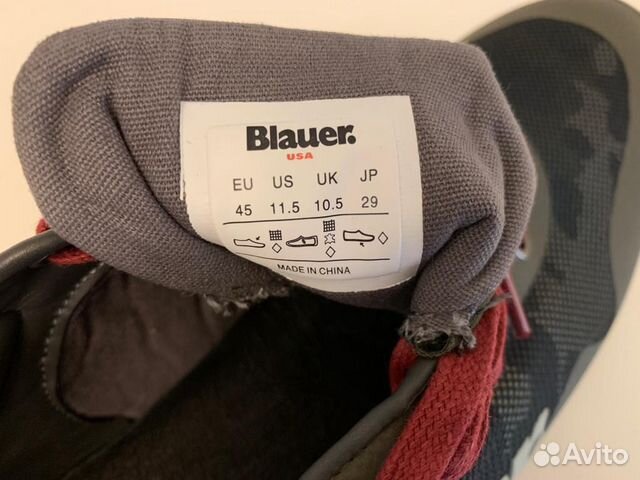 Blauer.
USA
EU US UK JP
45 11.5 10.5 29
MADE IN CHINA
Avito